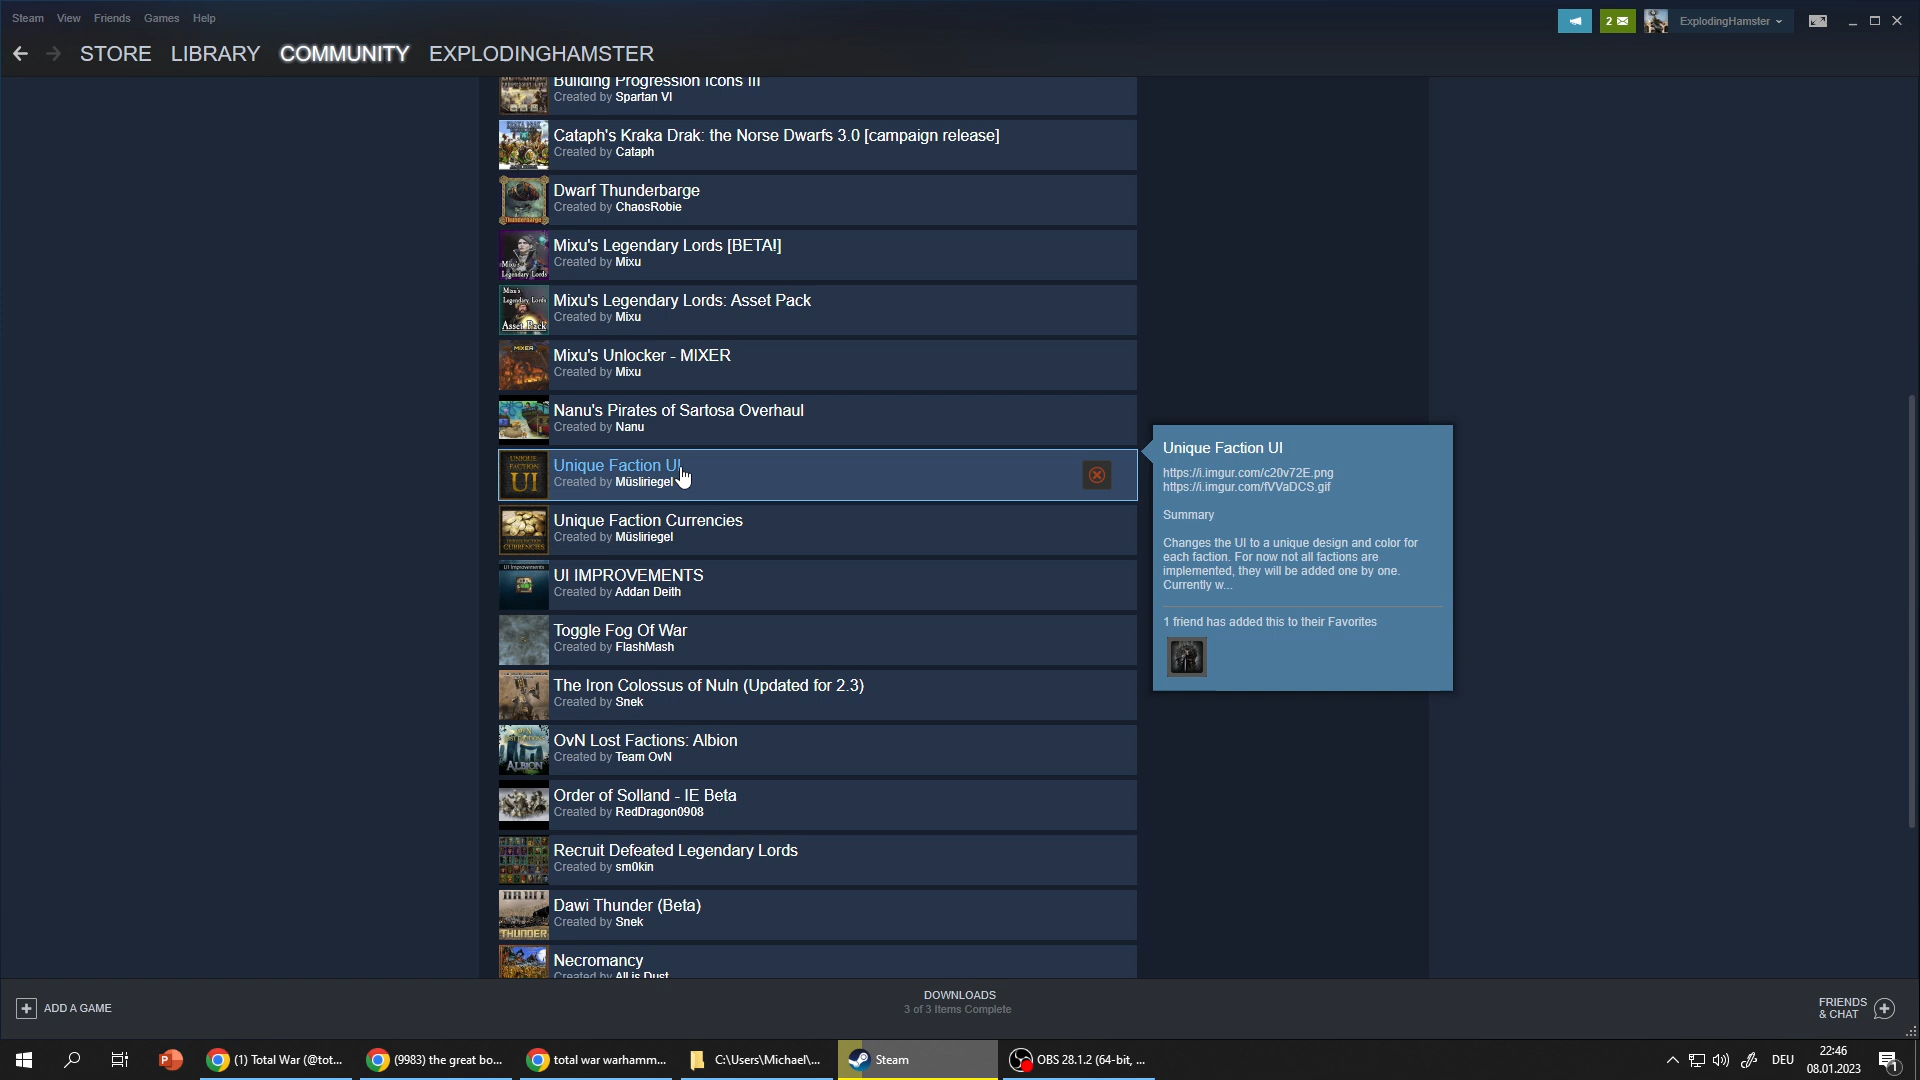 Steam View Friends Games Help
2
ExplodingHamster
STORE LIBRARY COMMUNITY EXPLODINGHAMSTER
Building Progression Icons III
Created by Spartan VI
Cataph's Kraka Drak: the Norse Dwarfs 3.0 [campaign release]
Created by Cataph
Dwarf Thunderbarge
Created by ChaosRobie
Mixu's Legendary Lords [BETA!]
Created by Mixu
Mixu's Legendary Lords: Asset Pack
Created by Mixu
Mixu's Unlocker - MIXER
Created by Mixu
Nanu's Pirates of Sartosa Overhaul
Created by Nanu
UNIQUE
FACTION
UI
Unique Faction UI
Created by Müsliriegel
Unique Faction UI
https://i.imgur.com/c20v72E.png
https://i.imgur.com/fVVaDCS.gif
Summary
Changes the UI to a unique design and color for
each faction. For now not all factions are
implemented, they will be added one by one.
Currently w...
1 friend has added this to their Favorites
Unique Faction Currencies
Created by Müsliriegel
UI IMPROVEMENTS
Created by Addan Deith
Toggle Fog Of War
Created by FlashMash
The Iron Colossus of Nuln (Updated for 2.3)
Created by Snek
OvN Lost Factions: Albion
Created by Team OvN
Order of Solland - IE Beta
Created by RedDragon0908
Recruit Defeated Legendary Lords
Created by sm0kin
Dawi Thunder (Beta)
Created by Snek
Necromancy
Created by All is Dust
ADD A GAME
DOWNLOADS
3 of 3 Items Complete
FRIENDS
& CHAT
(1) Total War (@tot...
(9983) the great bo...
total war warhamm...
C:\Users\Michael\...
Steam
OBS 28.1.2 (64-bit, ...
DEU
22:46
08.01.2023
1